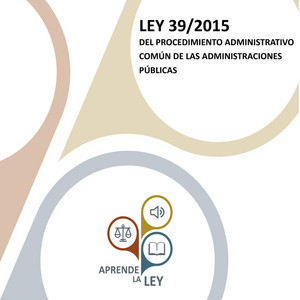 LEY 39/2015
DEL PROCEDIMIENTO ADMINISTRATIVO
COMÚN DE LAS ADMINISTRACIONES
PÚBLICAS
APRENDE
LA LEY